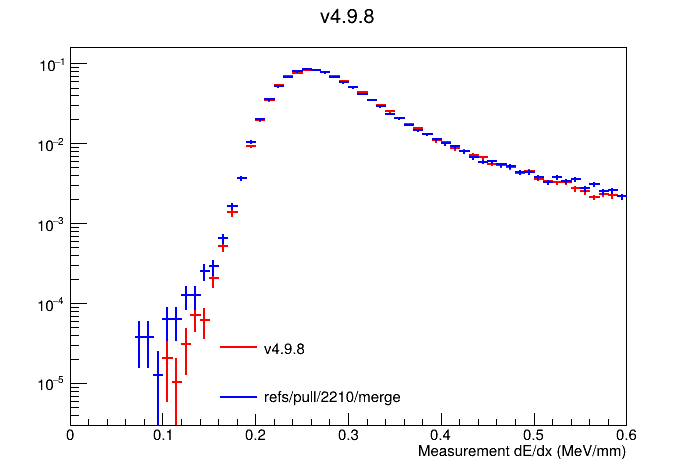 v4.9.8
10⁻¹
10⁻²
10⁻³
10⁻⁴
10⁻⁵
v4.9.8
refs/pull/2210/merge
0 0.1 0.2 0.3 0.4 0.5 0.6
Measurement dE/dx (MeV/mm)